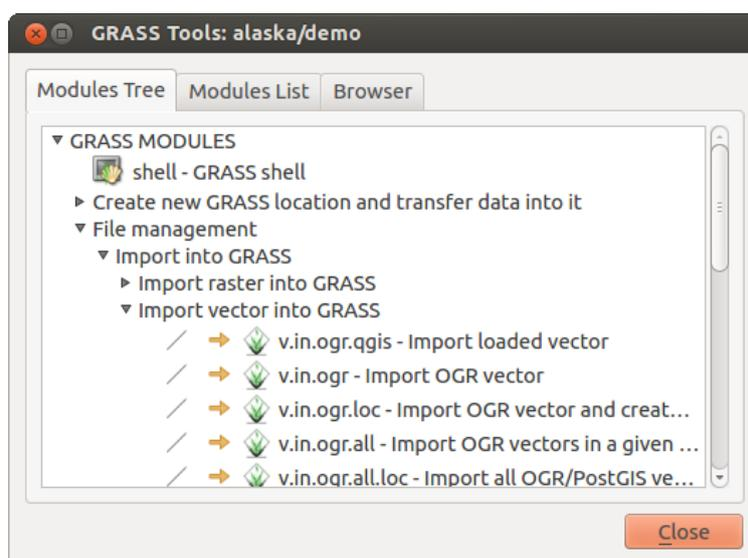 GRASS Tools: alaska/demo
Modules Tree
Modules List
Browser
GRASS MODULES
shell - GRASS shell
Create new GRASS location and transfer data into it
File management
Import into GRASS
Import raster into GRASS
Import vector into GRASS
v.in.ogr.qgis - Import loaded vector
v.in.ogr - Import OGR vector
v.in.ogr.loc - Import OGR vector and creat...
v.in.ogr.all - Import OGR vectors in a given ...
v.in.ogr.all.loc - Import all OGR/PostGIS ve...
Close